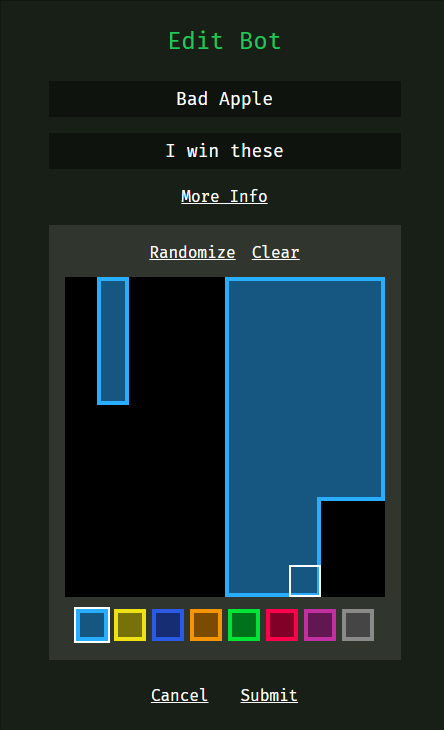 Edit Bot
Bad Apple
I win these
More Info
Randomize Clear
Cancel Submit